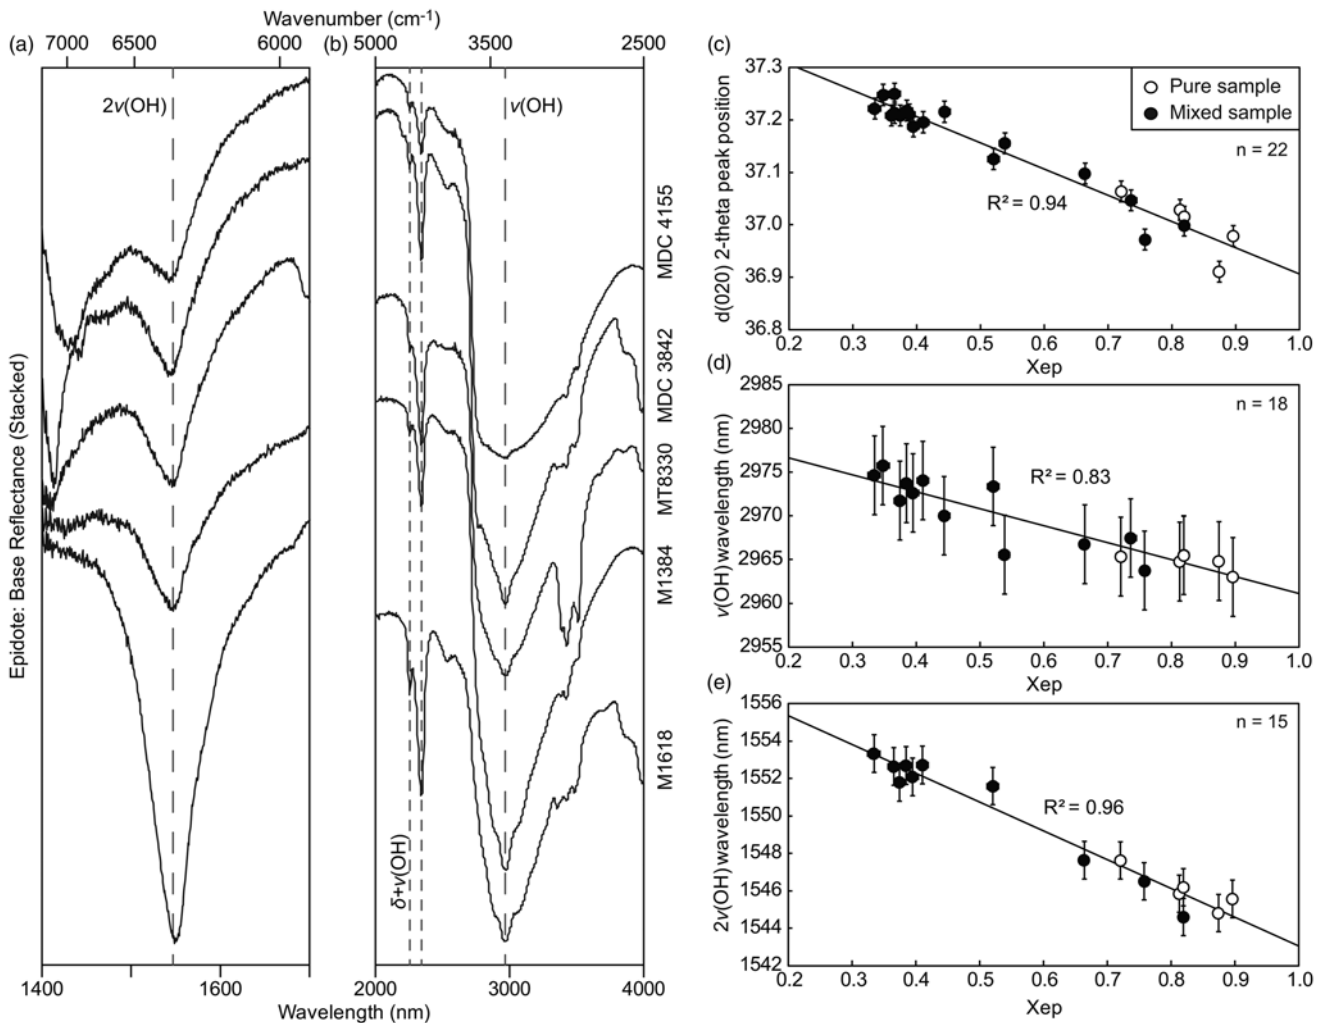 Wavenumber (cm-1)
(a)
7000
6500
6000
(b)
5000
3500
2500
2ν(OH)
ν(OH)
δ+ν(OH)
MDC 4155
MDC 3842
MT8330
M1384
M1618
Epidote: Base Reflectance (Stacked)
1400
1600
2000
3000
4000
Wavelength (nm)
Wavelength (nm)
(c)
37.3
37.2
37.1
37.0
36.9
36.8
d(020) 2-theta peak position
Pure sample
Mixed sample
n = 22
R² = 0.94
0.2 0.3 0.4 0.5 0.6 0.7 0.8 0.9 1.0
Xep
(d)
2985
2980
2975
2970
2965
2960
2955
ν(OH) wavelength (nm)
n = 18
R² = 0.83
0.2 0.3 0.4 0.5 0.6 0.7 0.8 0.9 1.0
Xep
(e)
1556
1554
1552
1550
1548
1546
1544
1542
2ν(OH) wavelength (nm)
n = 15
R² = 0.96
0.2 0.3 0.4 0.5 0.6 0.7 0.8 0.9 1.0
Xep